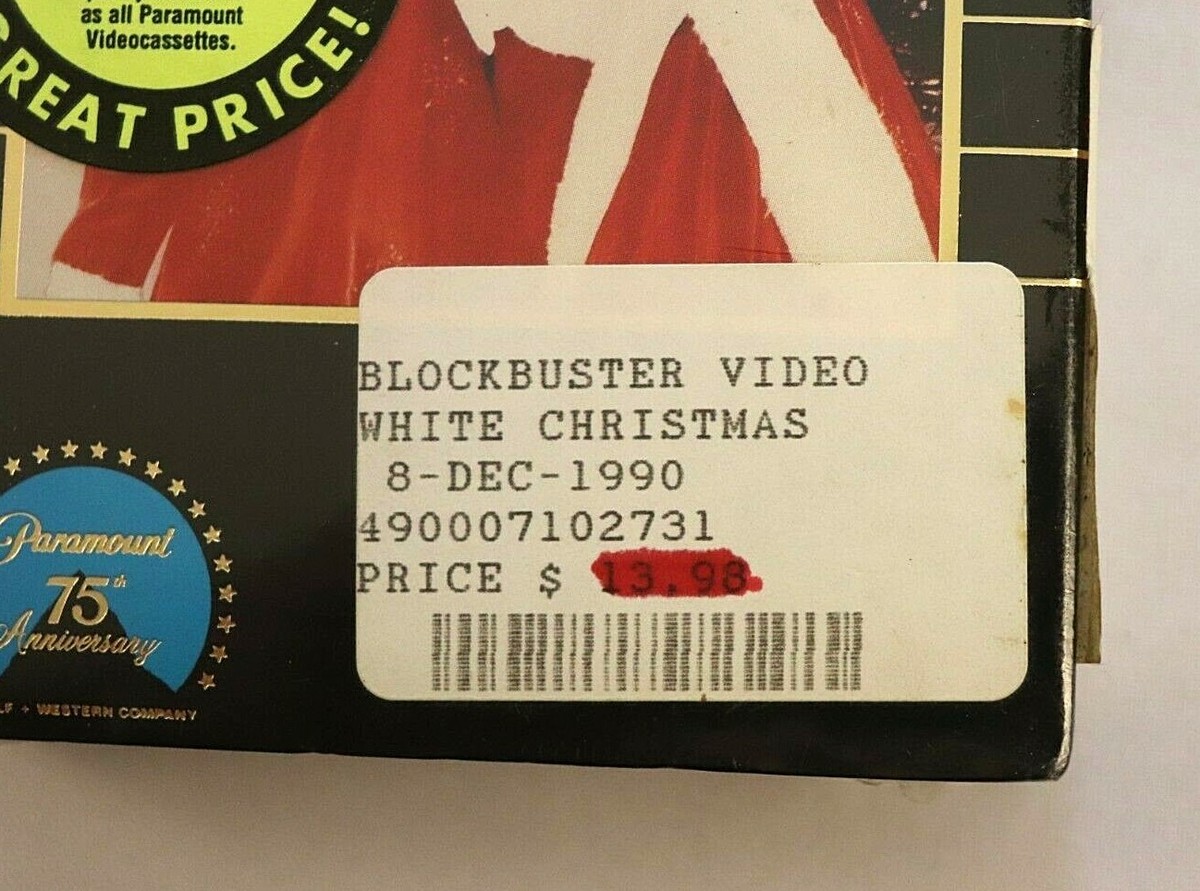 as all Paramount
Videocassettes.
REAT PRICE!
BLOCKBUSTER VIDEO
WHITE CHRISTMAS
8-DEC-1990
490007102731
PRICE $ 13.98
Paramount
75th
Anniversary
LF + WESTERN COMPANY